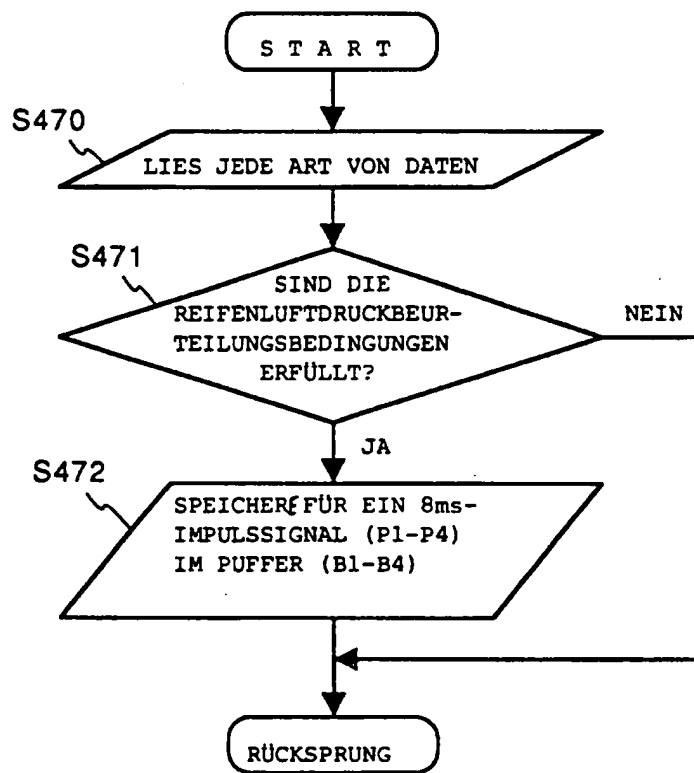 S T A R T
S470
LIES JEDE ART VON DATEN
S471
SIND DIE
REIFENLUFTDRUCKBEUR-
TEILUNGSBEDINGUNGEN
ERFÜLLT?
NEIN
JA
S472
SPEICHERE FÜR EIN 8ms-
IMPULSSIGNAL (P1-P4)
IM PUFFER (B1-B4)
RÜCKSPRUNG